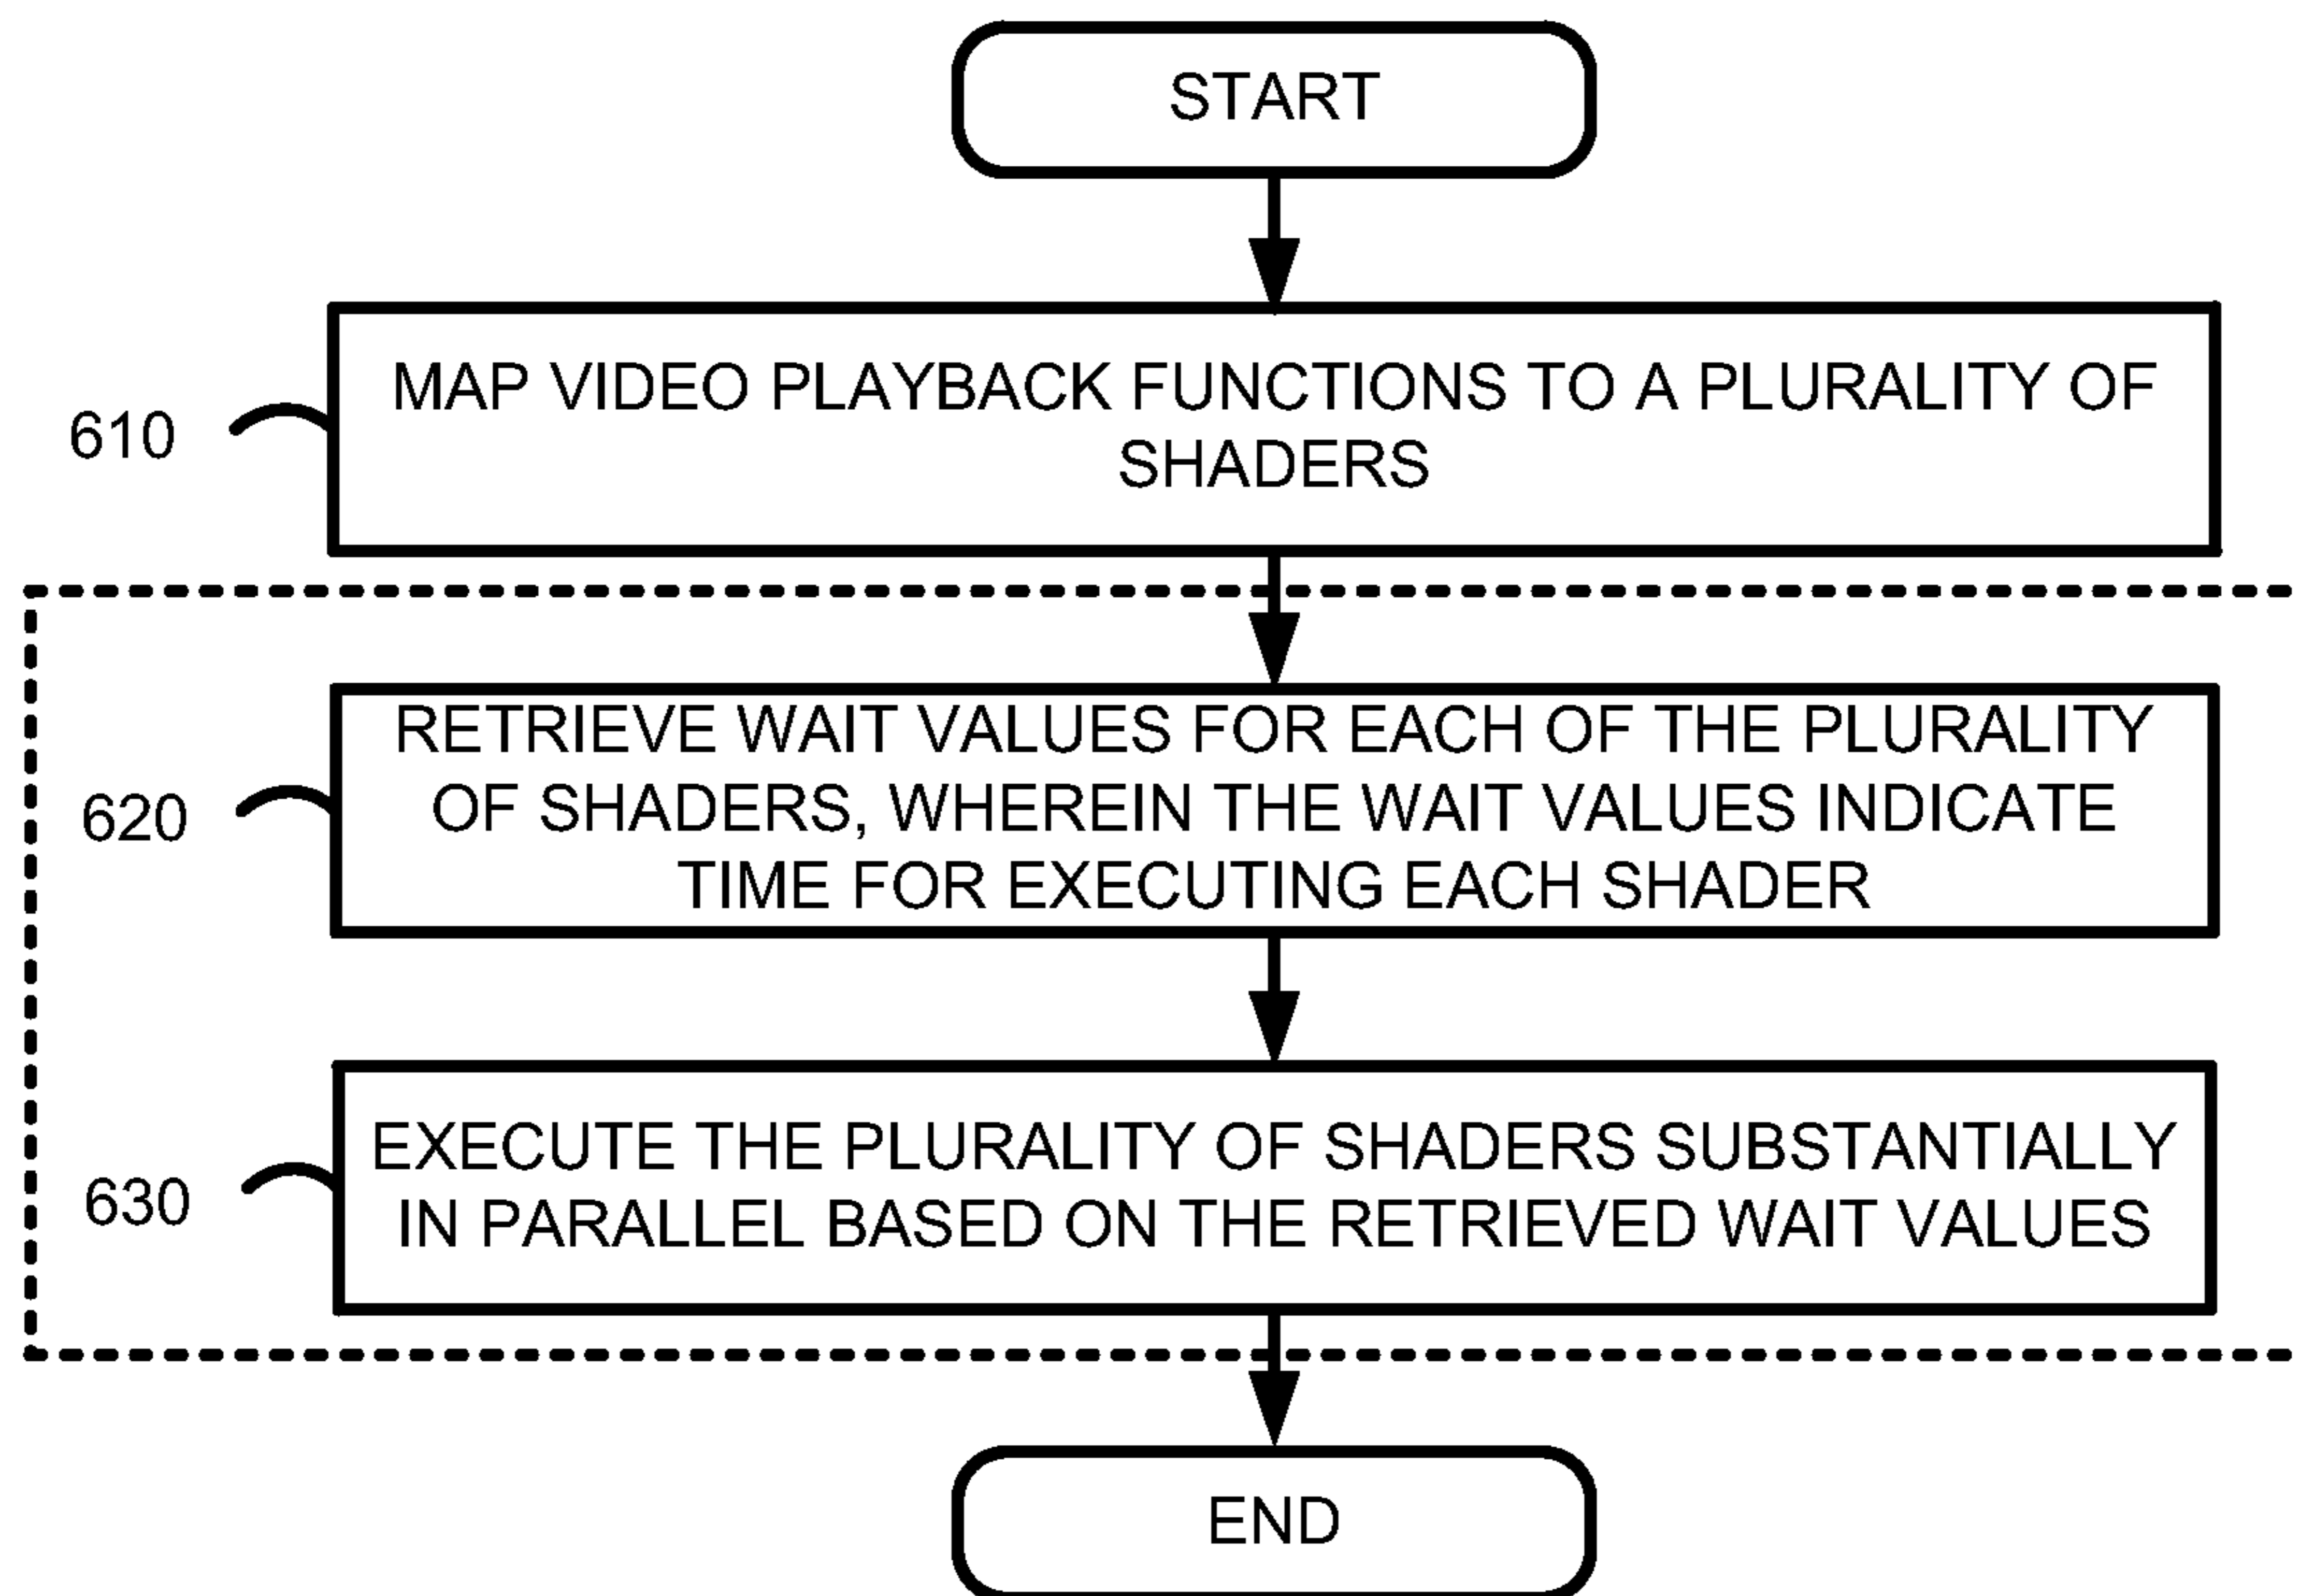 START
MAP VIDEO PLAYBACK FUNCTIONS TO A PLURALITY OF
SHADERS
610
RETRIEVE WAIT VALUES FOR EACH OF THE PLURALITY
OF SHADERS, WHEREIN THE WAIT VALUES INDICATE
TIME FOR EXECUTING EACH SHADER
620
EXECUTE THE PLURALITY OF SHADERS SUBSTANTIALLY
IN PARALLEL BASED ON THE RETRIEVED WAIT VALUES
630
END